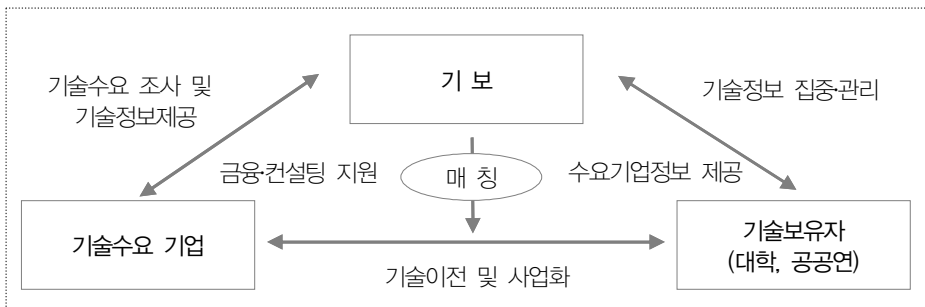 기 보
기술수요 조사 및
기술정보제공
기술정보 집중·관리
금융·컨설팅 지원
매 칭
수요기업정보 제공
기술수요 기업
기술보유자
(대학, 공공연)
기술이전 및 사업화